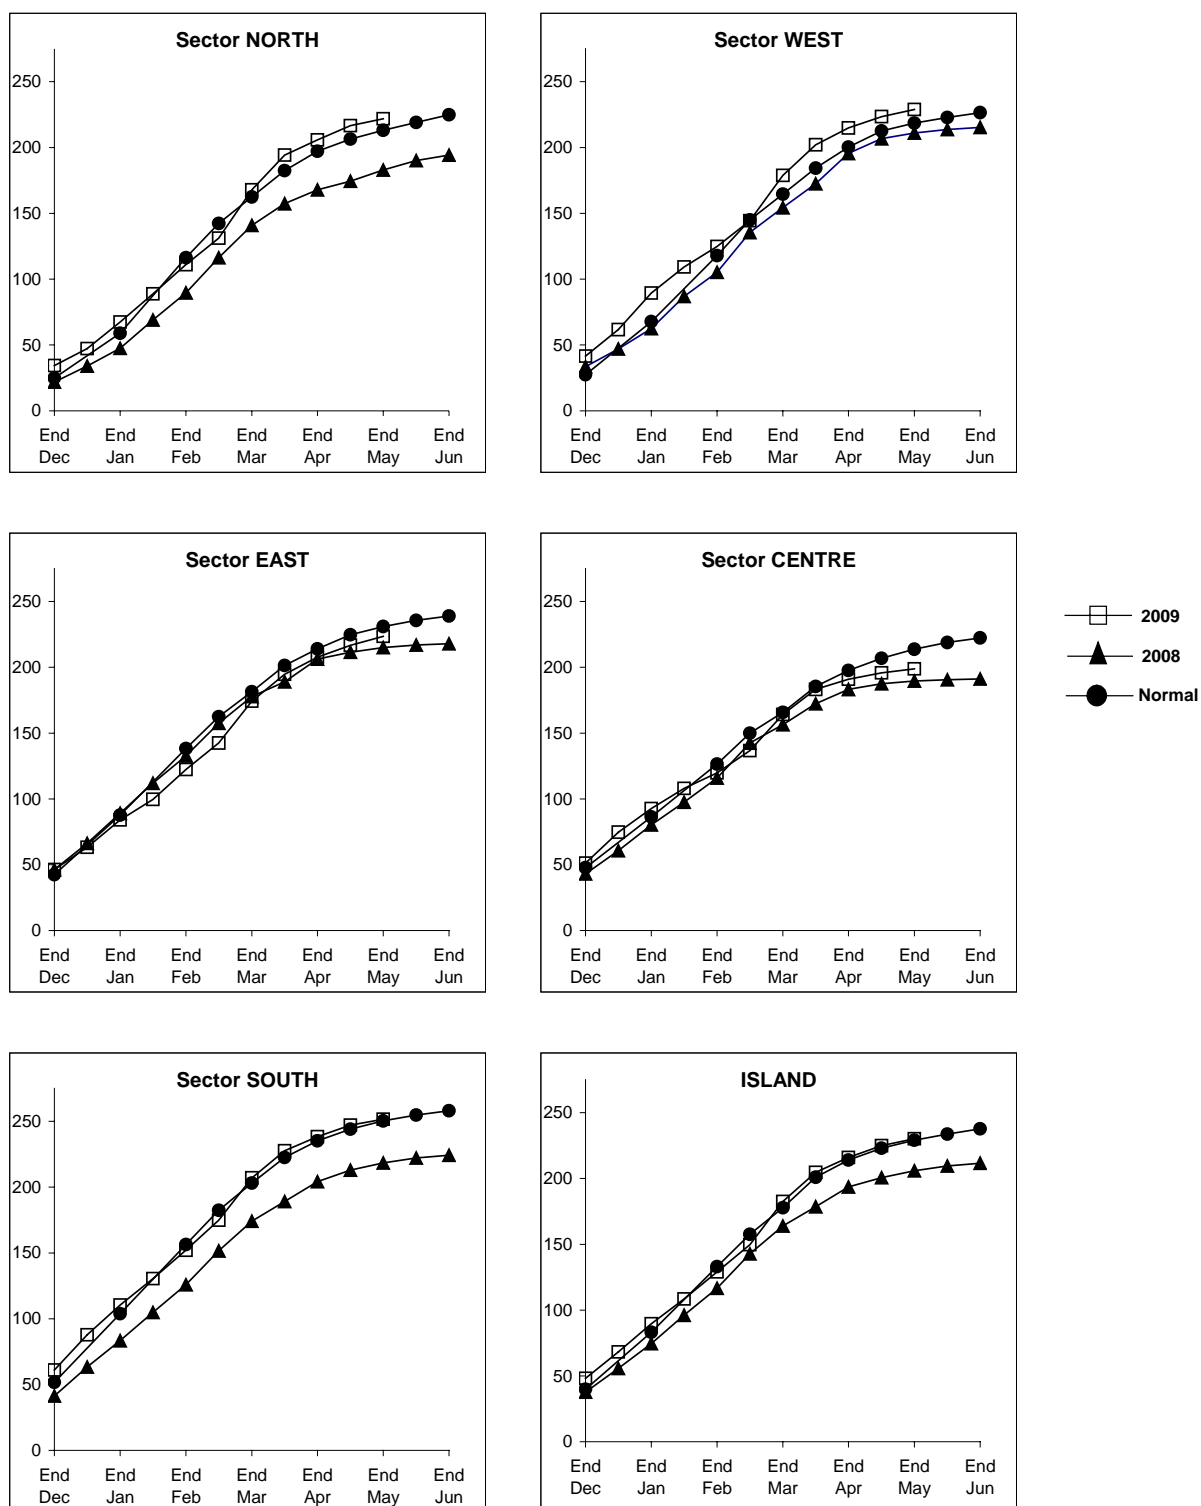 Sector NORTH
250
200
150
100
50
0
End End End End End End End
Dec Jan Feb Mar Apr May Jun
Sector WEST
250
200
150
100
50
0
End End End End End End End
Dec Jan Feb Mar Apr May Jun
Sector EAST
250
200
150
100
50
0
End End End End End End End
Dec Jan Feb Mar Apr May Jun
Sector CENTRE
250
200
150
100
50
0
End End End End End End End
Dec Jan Feb Mar Apr May Jun
2009
2008
Normal
Sector SOUTH
250
200
150
100
50
0
End End End End End End End
Dec Jan Feb Mar Apr May Jun
ISLAND
250
200
150
100
50
0
End End End End End End End
Dec Jan Feb Mar Apr May Jun